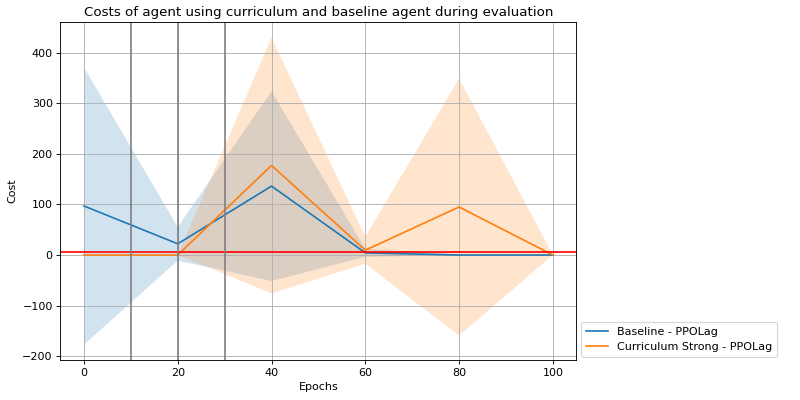 Costs of agent using curriculum and baseline agent during evaluation
400
300
200
100
0
−100
−200
Cost
0 20 40 60 80 100
Epochs
Baseline - PPOLag
Curriculum Strong - PPOLag